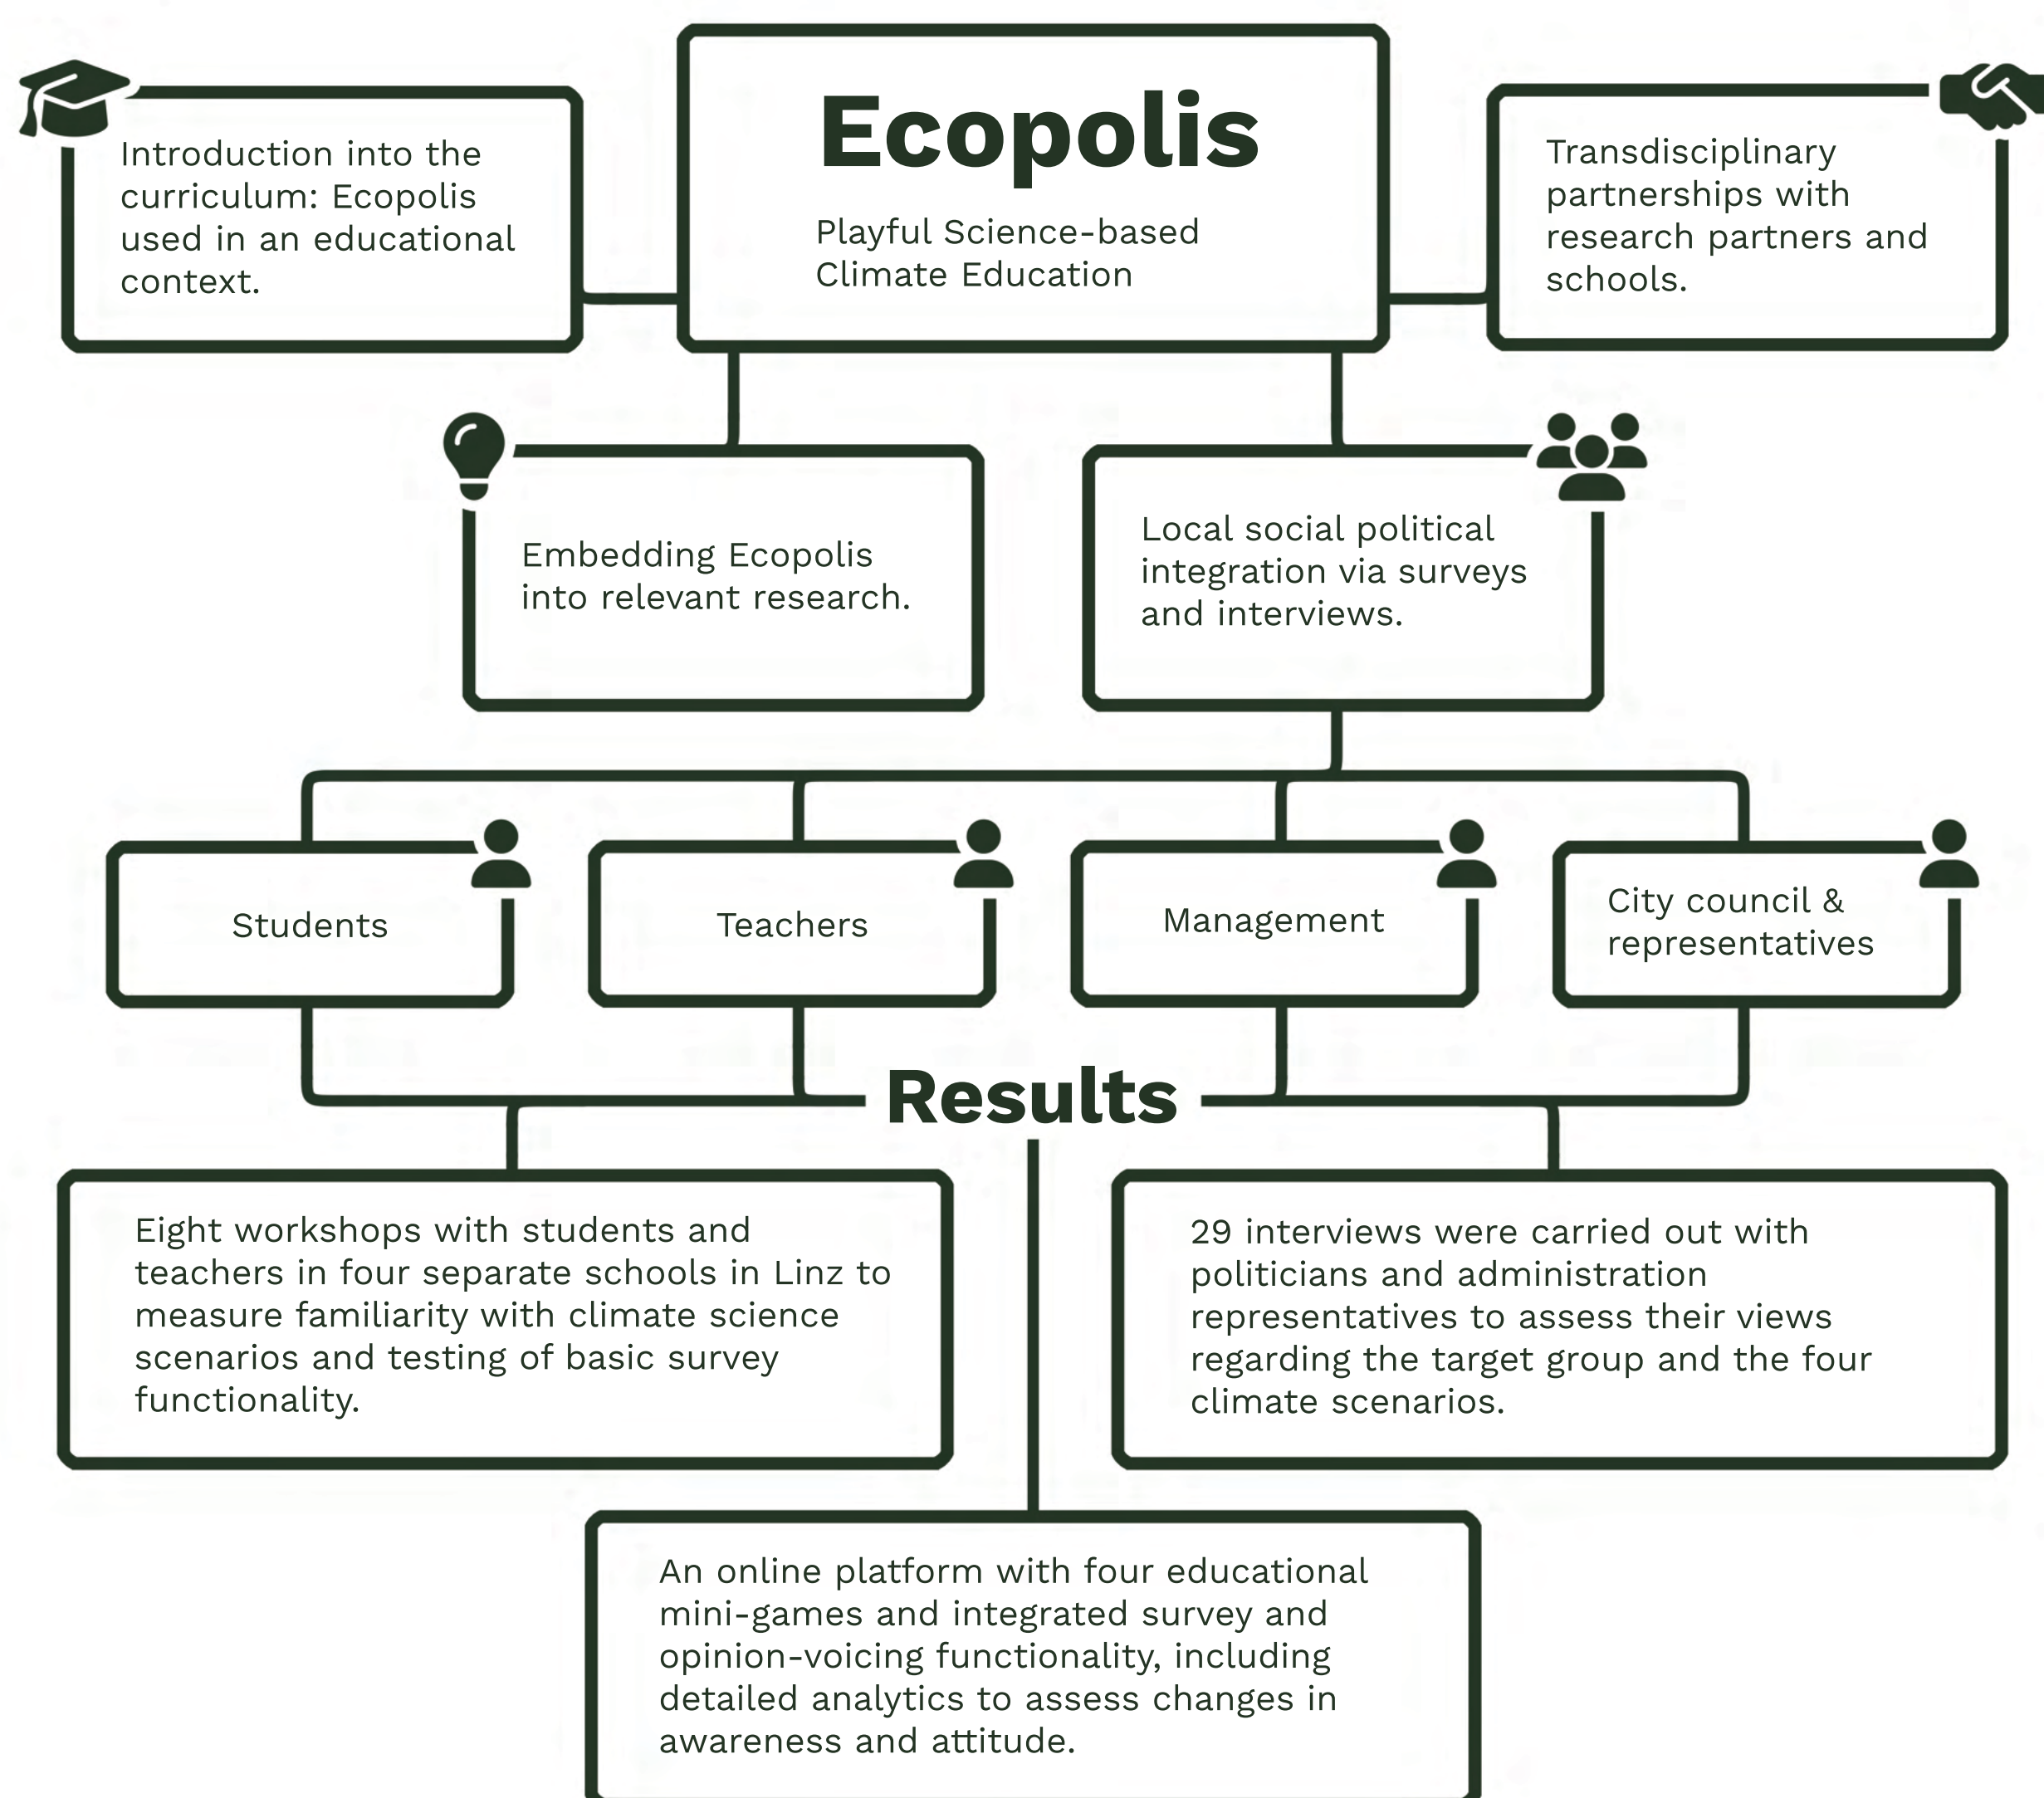 Ecopolis
Playful Science-based
Climate Education
Introduction into the
curriculum: Ecopolis
used in an educational
context.
Transdisciplinary
partnerships with
research partners and
schools.
Embedding Ecopolis
into relevant research.
Local social political
integration via surveys
and interviews.
Students
Teachers
Management
City council &
representatives
Results
Eight workshops with students and
teachers in four separate schools in Linz to
measure familiarity with climate science
scenarios and testing of basic survey
functionality.
29 interviews were carried out with
politicians and administration
representatives to assess their views
regarding the target group and the four
climate scenarios.
An online platform with four educational
mini-games and integrated survey and
opinion-voicing functionality, including
detailed analytics to assess changes in
awareness and attitude.